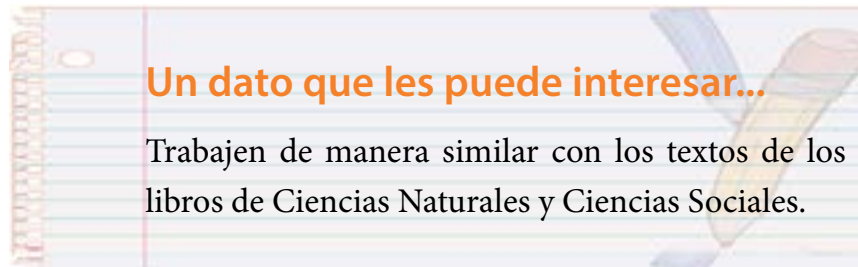 Un dato que les puede interesar...
Trabajen de manera similar con los textos de los
libros de Ciencias Naturales y Ciencias Sociales.